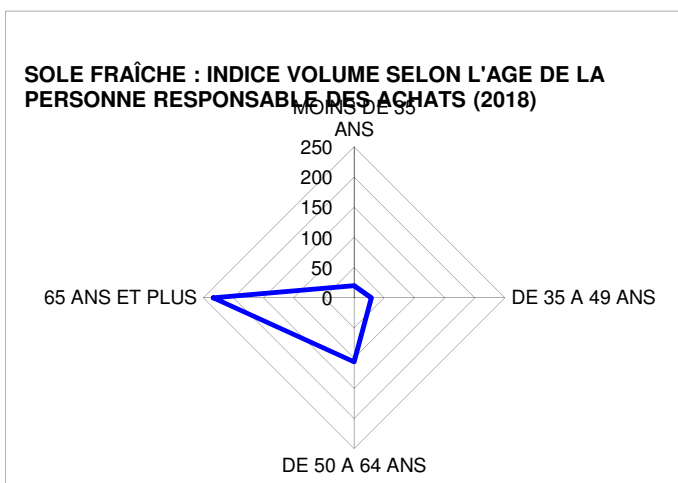 SOLE FRAÎCHE : INDICE VOLUME SELON L'AGE DE LA
PERSONNE RESPONSABLE DES ACHATS (2018)
MOINS DE 35
ANS
250
200
150
100
50
0
65 ANS ET PLUS
DE 35 A 49 ANS
DE 50 A 64 ANS